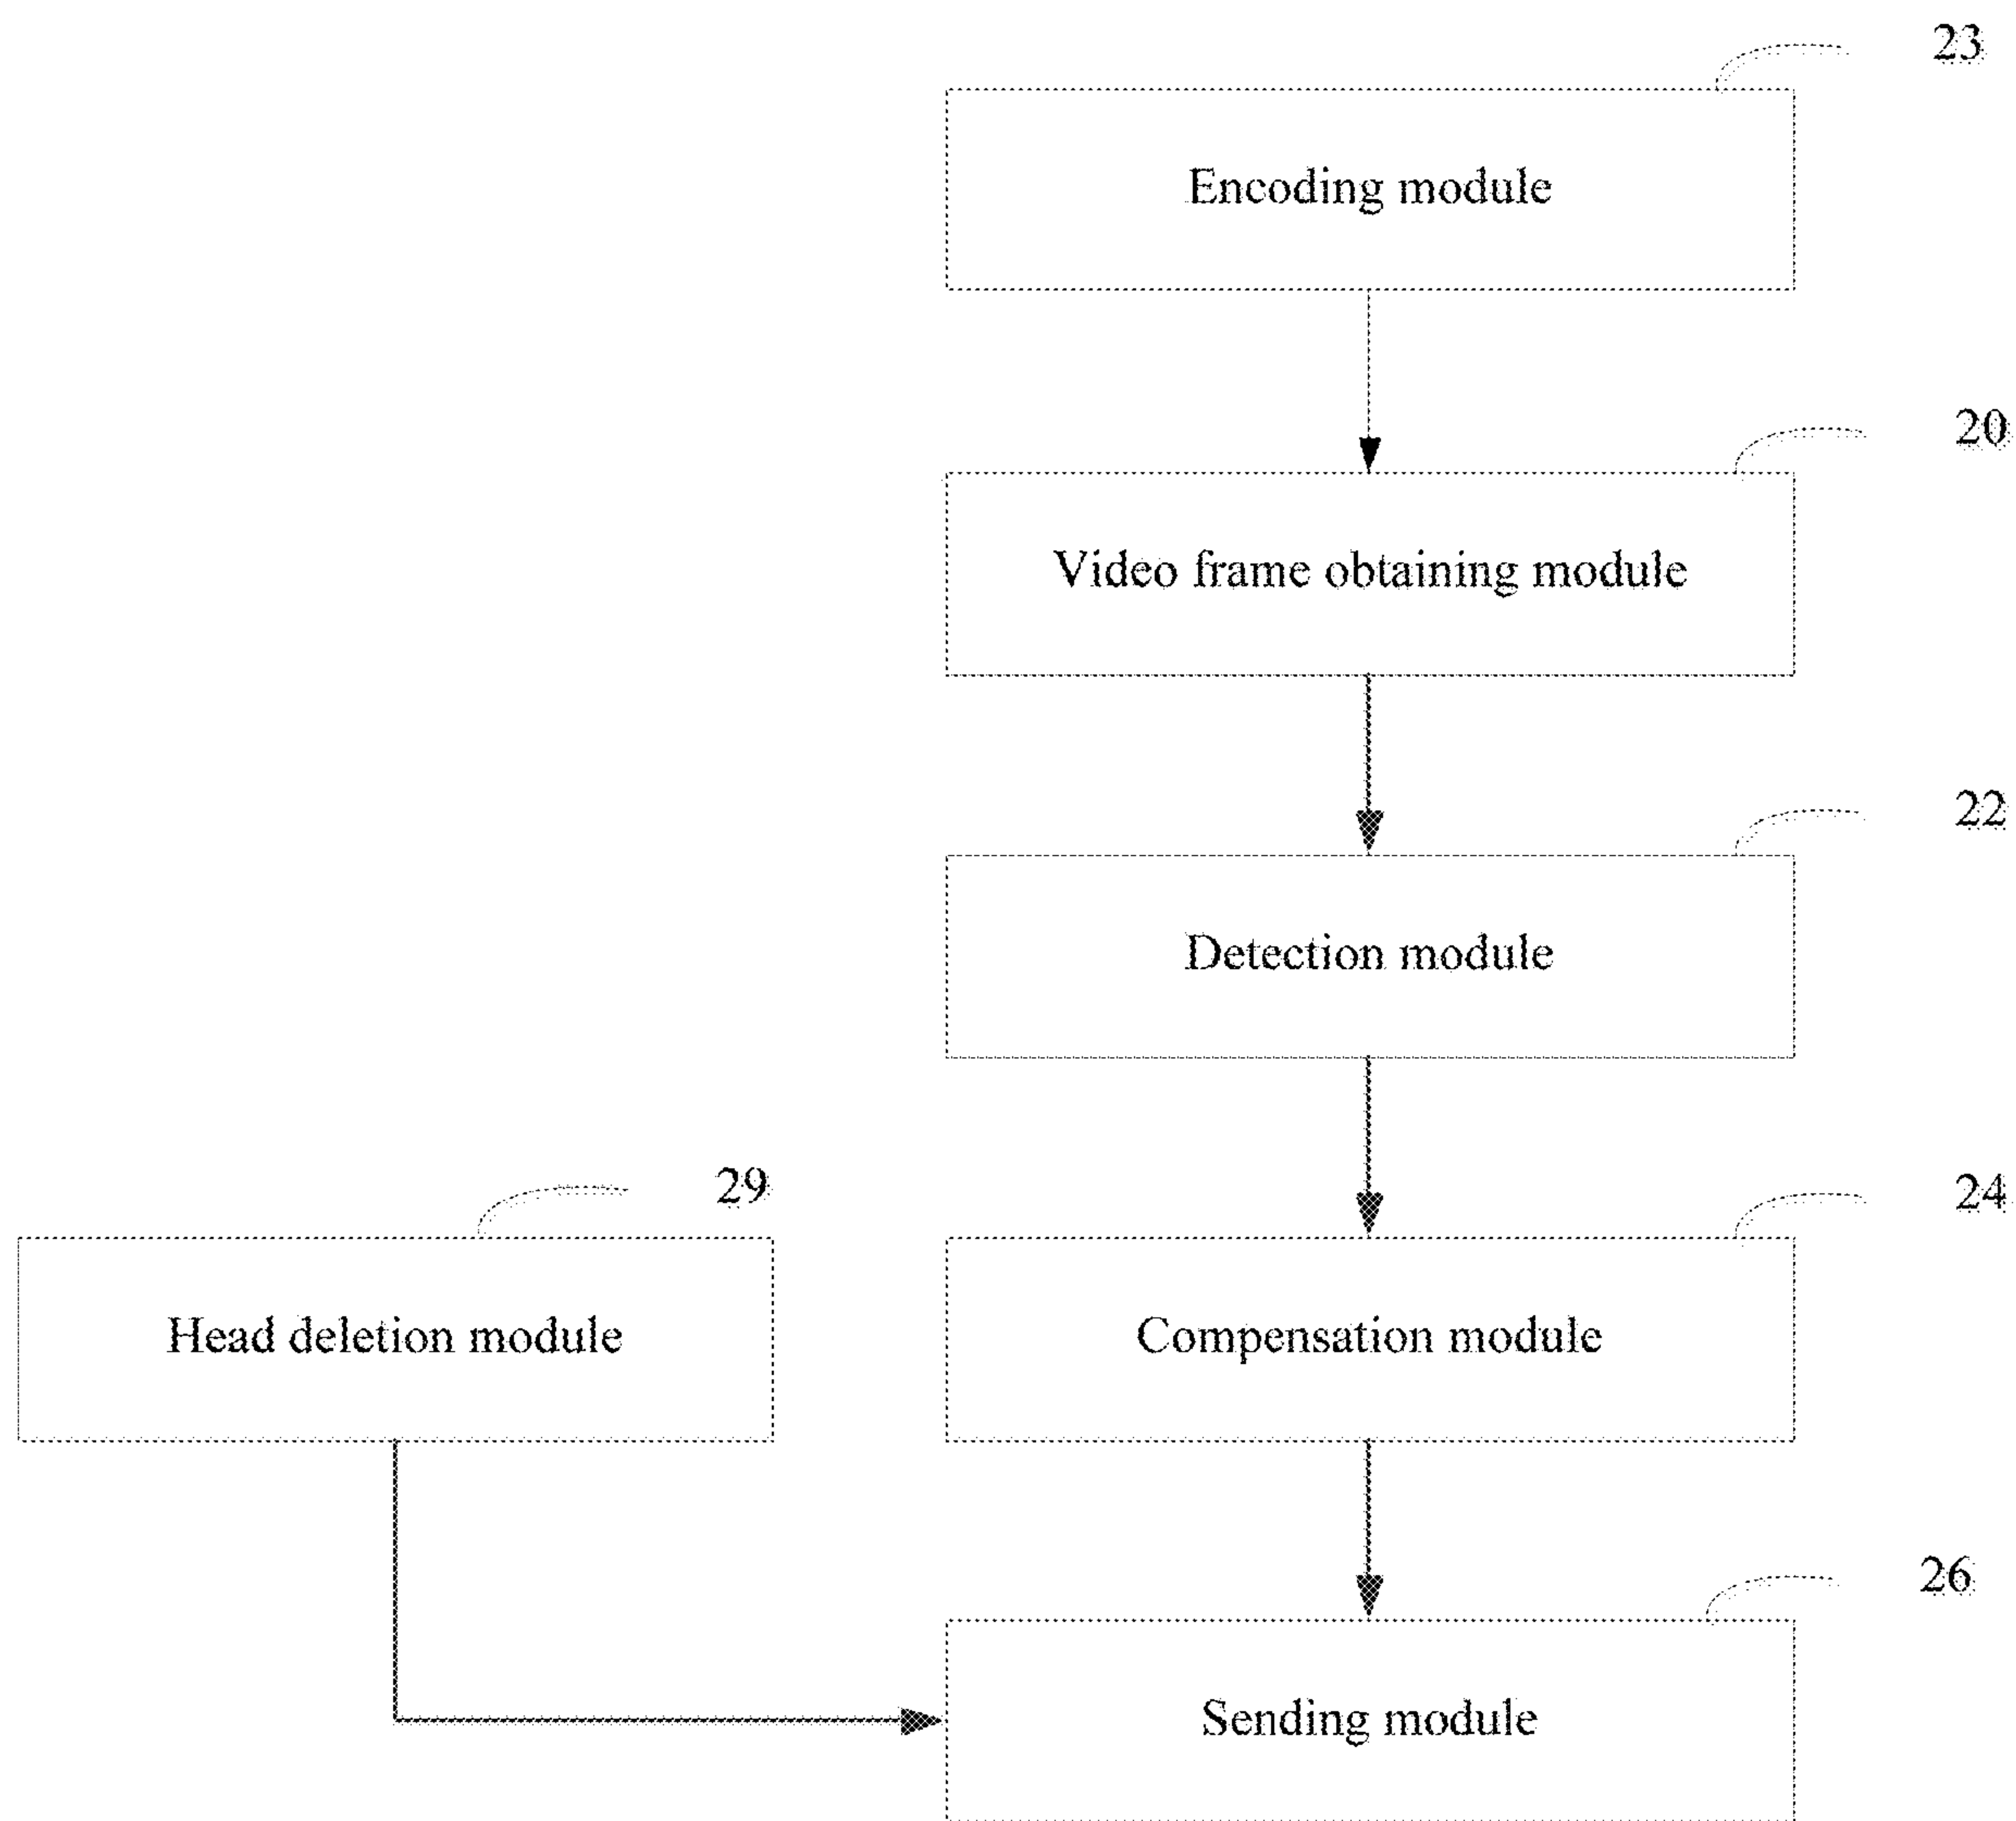 23
Encoding module
20
Video frame obtaining module
22
Detection module
29
24
Head deletion module
Compensation module
26
Sending module